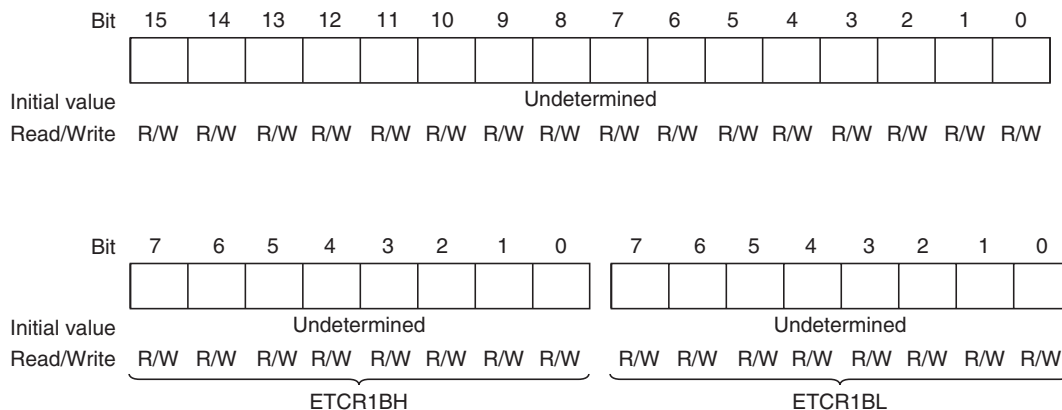 Bit 15 14 13 12 11 10 9 8 7 6 5 4 3 2 1 0
Initial value Undetermined
Read/Write R/W R/W R/W R/W R/W R/W R/W R/W R/W R/W R/W R/W R/W R/W R/W R/W
Bit 7 6 5 4 3 2 1 0 7 6 5 4 3 2 1 0
Initial value Undetermined Undetermined
Read/Write R/W R/W R/W R/W R/W R/W R/W R/W R/W R/W R/W R/W R/W R/W R/W R/W
ETCR1BH ETCR1BL